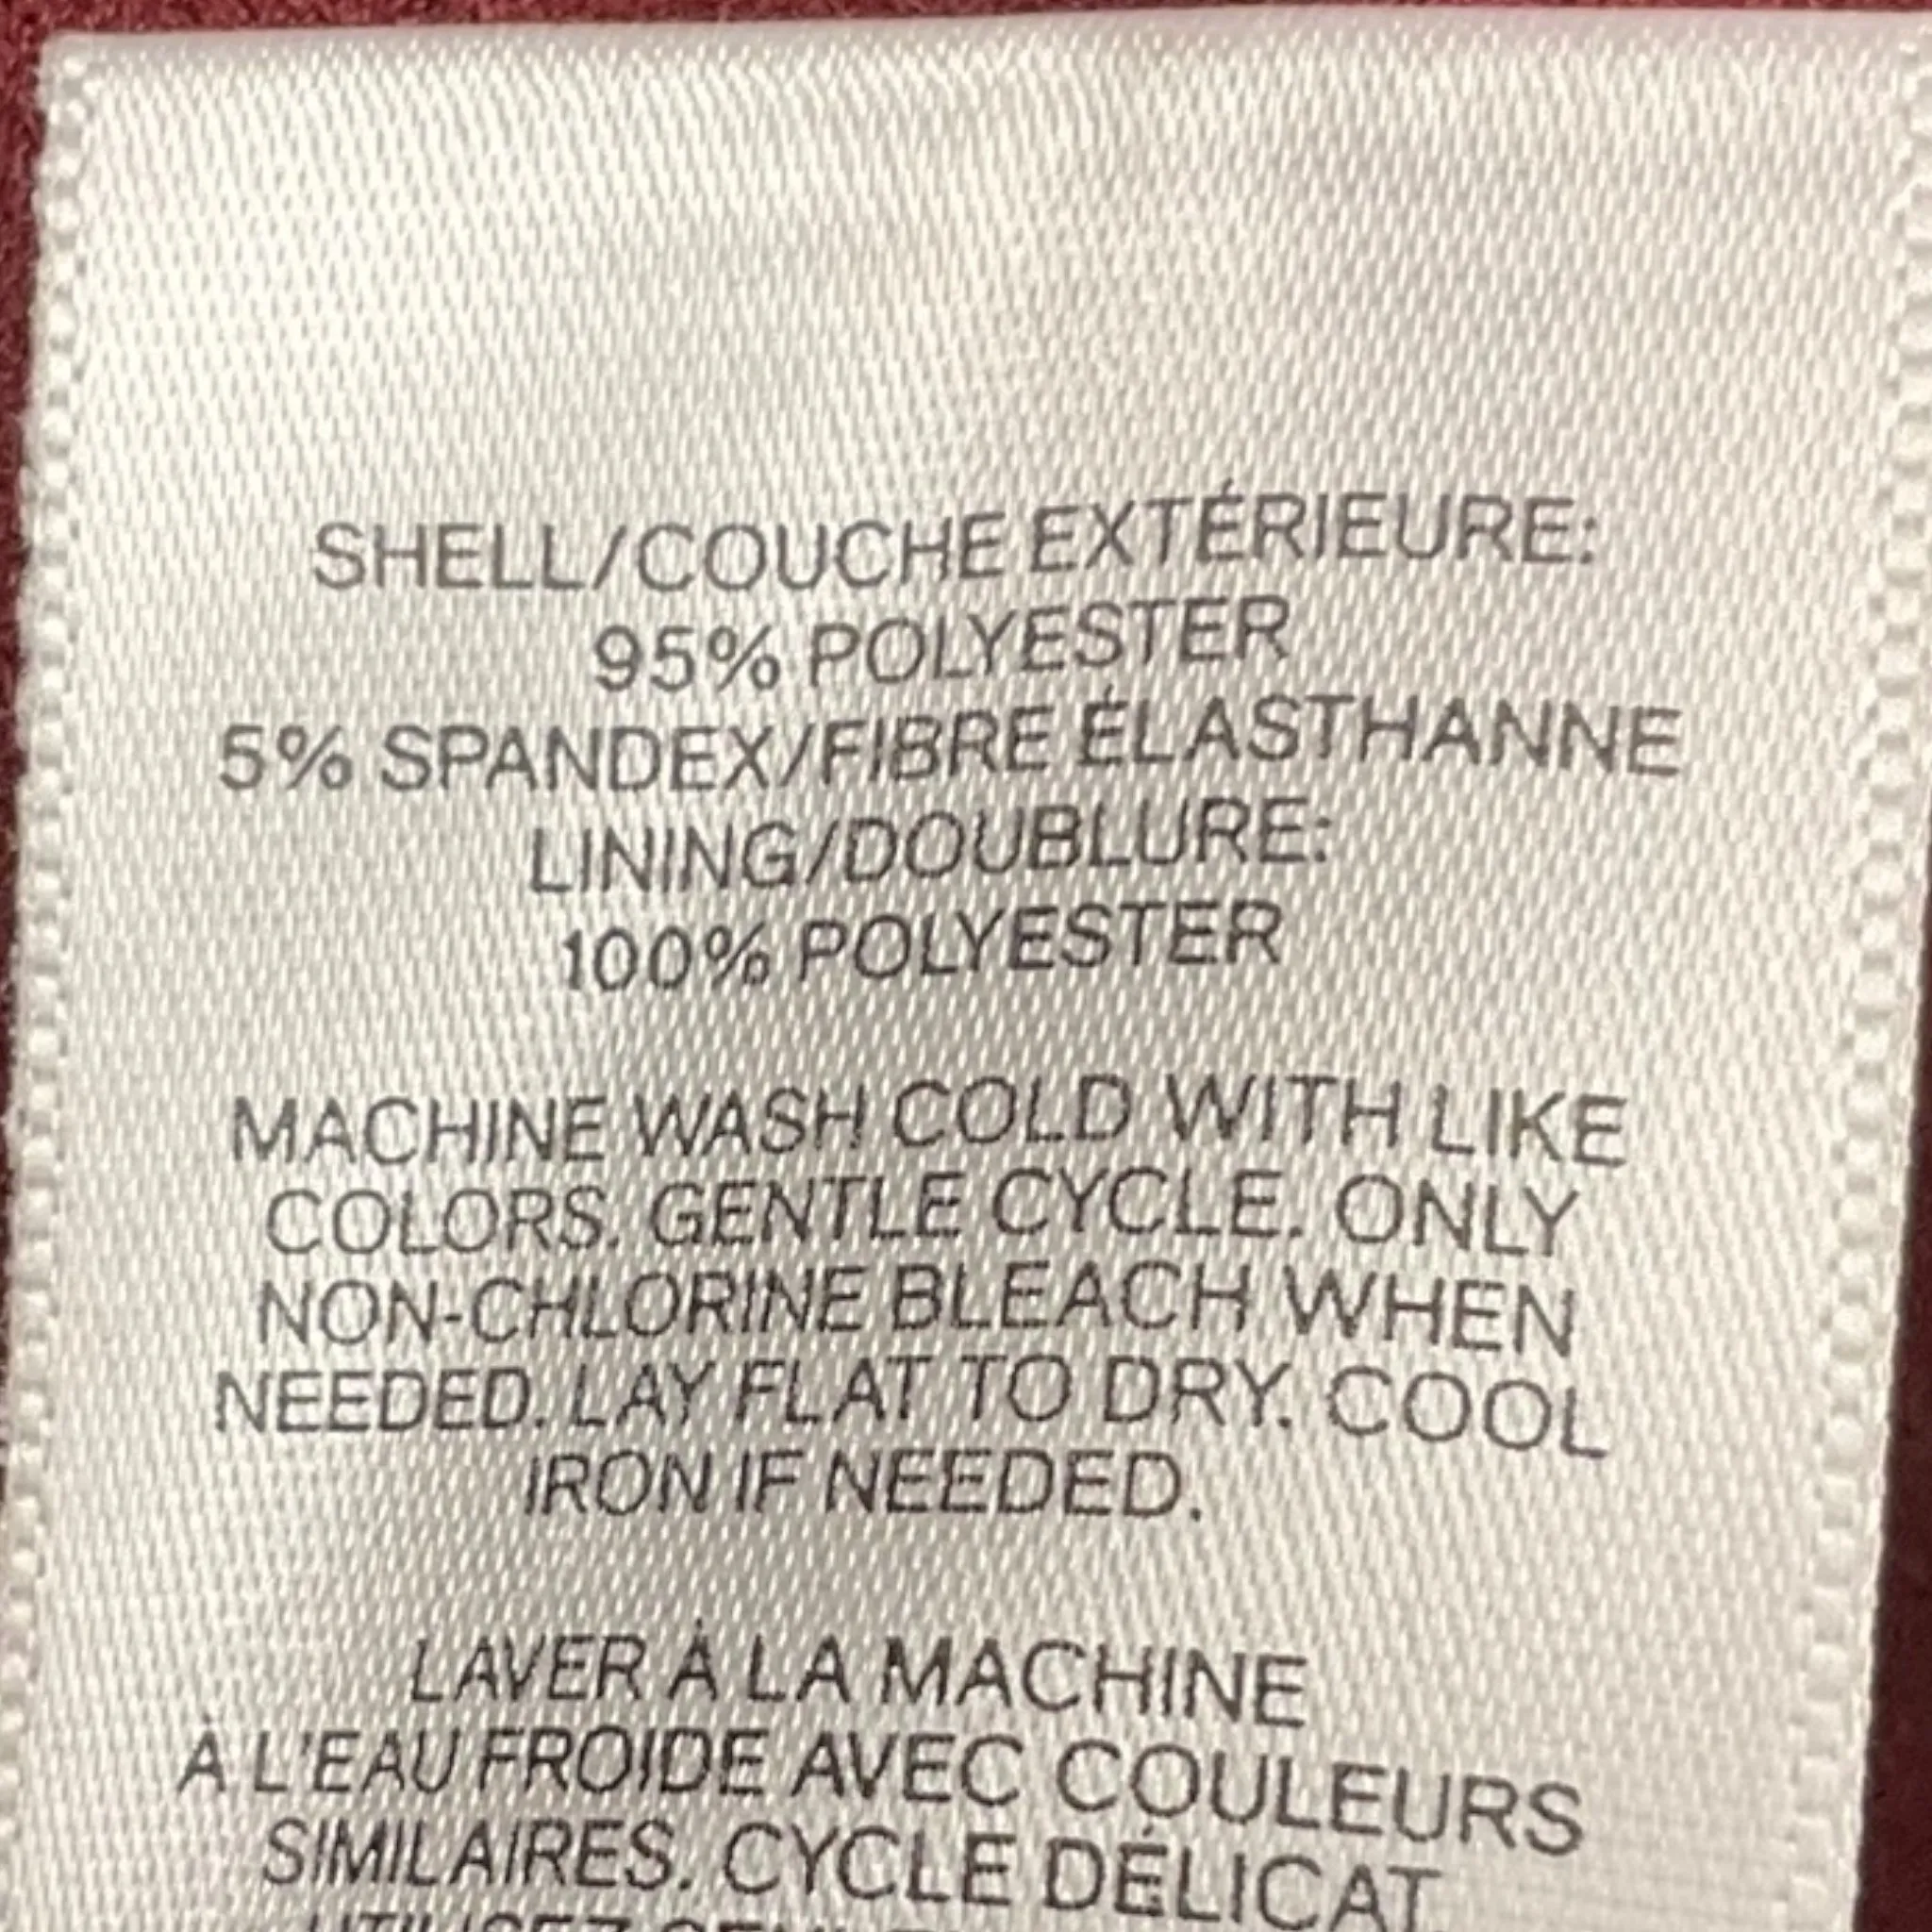 SHELL/COUCHE EXTÉRIEURE:
95% POLYESTER
5% SPANDEX/FIBRE ÉLASTHANNE
LINING/DOUBLURE:
100% POLYESTER
MACHINE WASH COLD WITH LIKE
COLORS. GENTLE CYCLE. ONLY
NON-CHLORINE BLEACH WHEN
NEEDED. LAY FLAT TO DRY. COOL
IRON IF NEEDED.
LAVER À LA MACHINE
À L'EAU FROIDE AVEC COULEURS
SIMILAIRES. CYCLE DÉLICAT.